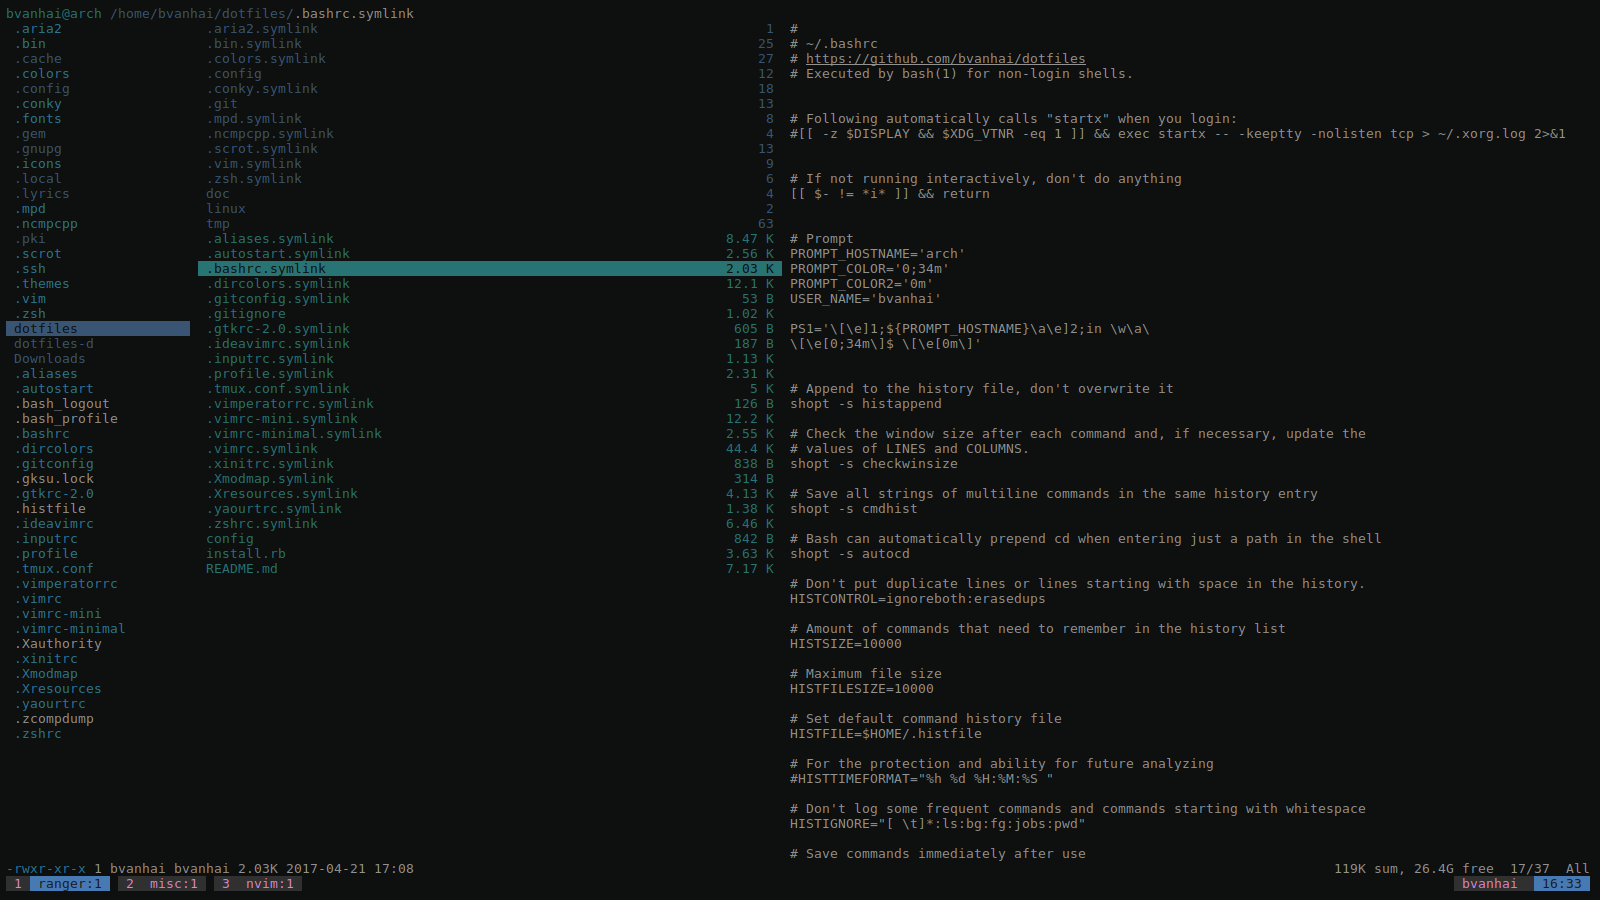 bvanhai@arch /home/bvanhai/dotfiles/.bashrc.symlink
.aria2
.bin
.cache
.colors
.config
.conky
.fonts
.gem
.gnupg
.icons
.local
.lyrics
.mpd
.ncmpcpp
.pki
.scrot
.ssh
.themes
.vim
.zsh
dotfiles
dotfiles-d
Downloads
.aliases
.autostart
.bash_logout
.bash_profile
.bashrc
.dircolors
.gitconfig
.gksu.lock
.gtkrc-2.0
.histfile
.ideavimrc
.inputrc
.profile
.tmux.conf
.vimperatorrc
.vimrc
.vimrc-mini
.vimrc-minimal
.Xauthority
.xinitrc
.Xmodmap
.Xresources
.yaourtrc
.zcompdump
.zshrc
.aria2.symlink 1
.bin.symlink 25
.colors.symlink 27
.config 12
.conky.symlink 18
.git 13
.mpd.symlink 8
.ncmpcpp.symlink 4
.scrot.symlink 13
.vim.symlink 9
.zsh.symlink 6
doc 4
linux 2
tmp 63
.aliases.symlink 8.47 K
.autostart.symlink 2.56 K
.bashrc.symlink 2.03 K
.dircolors.symlink 12.1 K
.gitconfig.symlink 53 B
.gitignore 1.02 K
.gtkrc-2.0.symlink 605 B
.ideavimrc.symlink 187 B
.inputrc.symlink 1.13 K
.profile.symlink 2.31 K
.tmux.conf.symlink 5 K
.vimperatorrc.symlink 126 B
.vimrc-mini.symlink 12.2 K
.vimrc-minimal.symlink 2.55 K
.vimrc.symlink 44.4 K
.xinitrc.symlink 838 B
.Xmodmap.symlink 314 B
.Xresources.symlink 4.13 K
.yaourtrc.symlink 1.38 K
.zshrc.symlink 6.46 K
config 842 B
install.rb 3.63 K
README.md 7.17 K
#
# ~/.bashrc
# https://github.com/bvanhai/dotfiles
# Executed by bash(1) for non-login shells.
# Following automatically calls "startx" when you login:
#[[ -z $DISPLAY && $XDG_VTNR -eq 1 ]] && exec startx -- -keeptty -nolisten tcp > ~/.xorg.log 2>&1
# If not running interactively, don't do anything
[[ $- != *i* ]] && return
# Prompt
PROMPT_HOSTNAME='arch'
PROMPT_COLOR='0;34m'
PROMPT_COLOR2='0m'
USER_NAME='bvanhai'
PS1='\[\e]1;${PROMPT_HOSTNAME}\a\e]2;in \w\a\
\[\e[0;34m\]$ \[\e[0m\]'
# Append to the history file, don't overwrite it
shopt -s histappend
# Check the window size after each command and, if necessary, update the
# values of LINES and COLUMNS.
shopt -s checkwinsize
# Save all strings of multiline commands in the same history entry
shopt -s cmdhist
# Bash can automatically prepend cd when entering just a path in the shell
shopt -s autocd
# Don't put duplicate lines or lines starting with space in the history.
HISTCONTROL=ignoreboth:erasedups
# Amount of commands that need to remember in the history list
HISTSIZE=10000
# Maximum file size
HISTFILESIZE=10000
# Set default command history file
HISTFILE=$HOME/.histfile
# For the protection and ability for future analyzing
#HISTTIMEFORMAT="%h %d %H:%M:%S "
# Don't log some frequent commands and commands starting with whitespace
HISTIGNORE="[ \t]*:ls:bg:fg:jobs:pwd"
# Save commands immediately after use
-rwxr-xr-x 1 bvanhai bvanhai 2.03K 2017-04-21 17:08 119K sum, 26.4G free 17/37 All
1 ranger:1 2 misc:1 3 nvim:1 bvanhai 16:33